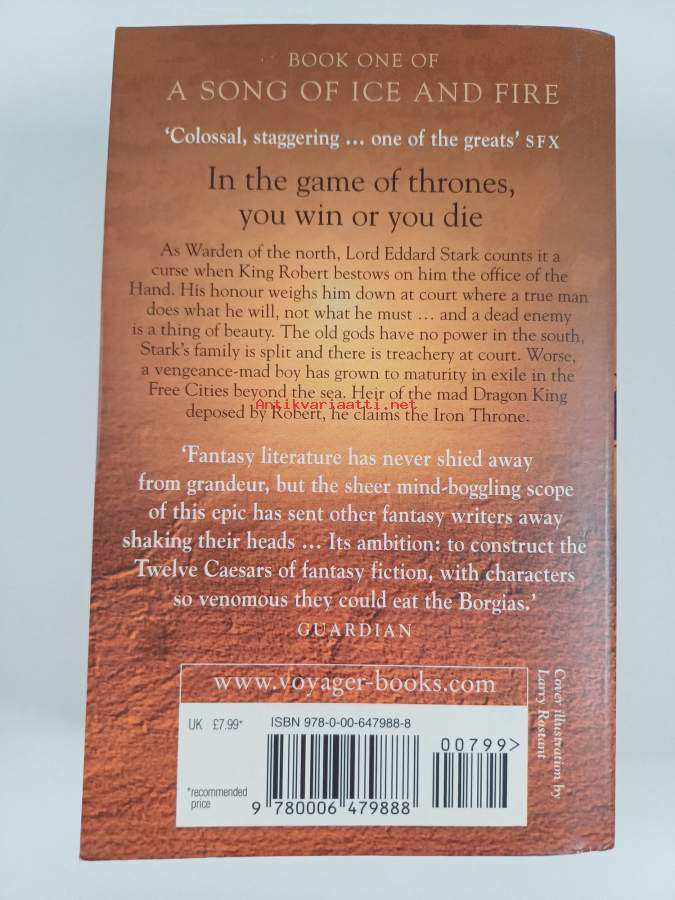 BOOK ONE OF
A SONG OF ICE AND FIRE
‘Colossal, staggering ... one of the greats’ SFX
In the game of thrones,
you win or you die
As Warden of the north, Lord Eddard Stark counts it a
curse when King Robert bestows on him the office of the
Hand. His honour weighs him down at court where a true man
does what he will, not what he must ... and a dead enemy
is a thing of beauty. The old gods have no power in the south,
Stark’s family is split and there is treachery at court. Worse,
a vengeance-mad boy has grown to maturity in exile in the
Free Cities beyond the sea. Heir of the mad Dragon King
Antikvariaatti.net
deposed by Robert, he claims the Iron Throne.
‘Fantasy literature has never shied away
from grandeur, but the sheer mind-boggling scope
of this epic has sent other fantasy writers away
shaking their heads ... Its ambition: to construct the
Twelve Caesars of fantasy fiction, with characters
so venomous they could eat the Borgias.’
GUARDIAN
www.voyager-books.com
Cover illustration by
Larry Rostant
UK £7.99*
ISBN 978-0-00-647988-8
00799>
*recommended
price
9 780006 479888